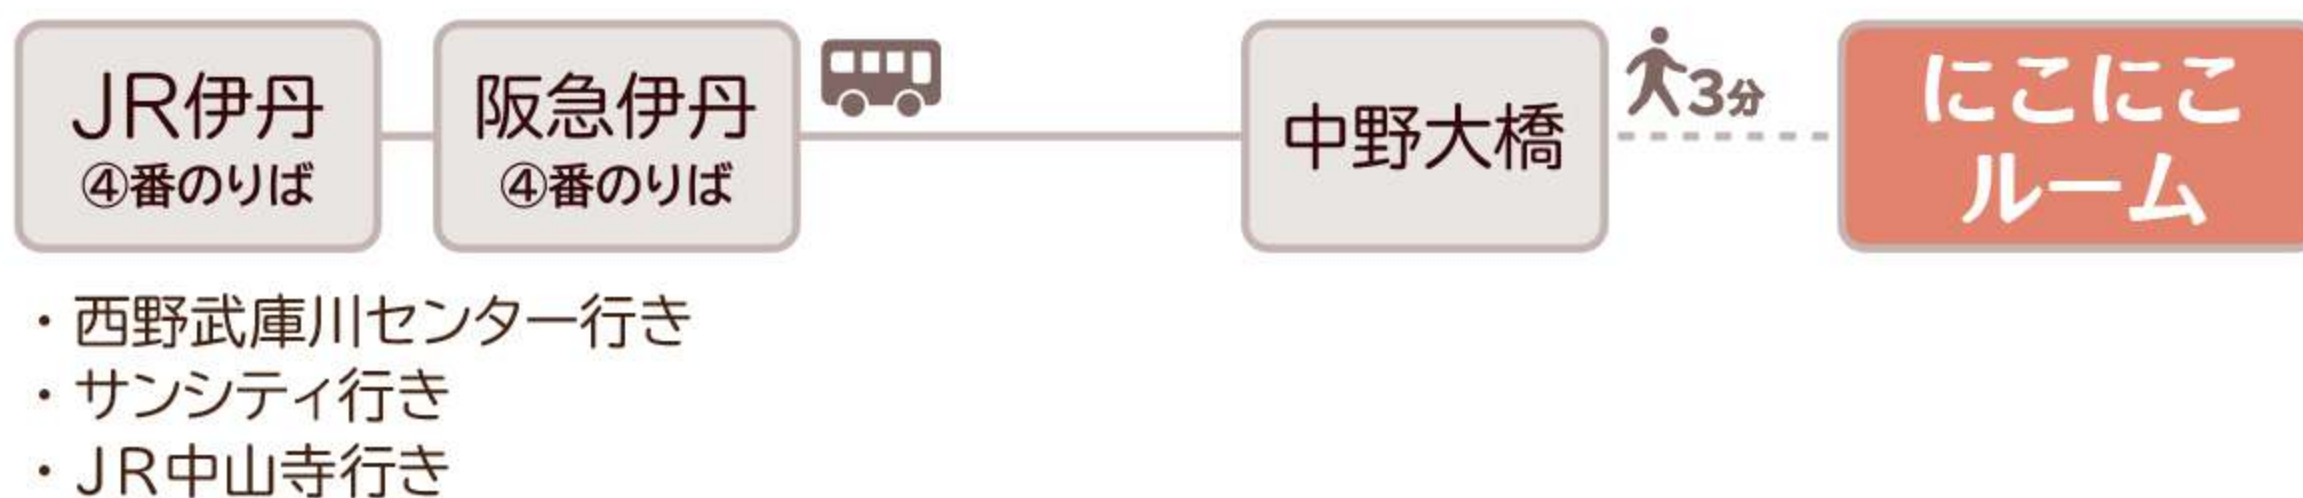 JR伊丹
④番のりば
阪急伊丹
④番のりば
中野大橋
3分
にこにこ
ルーム
・西野武庫川センター行き
・サンシティ行き
・JR中山寺行き